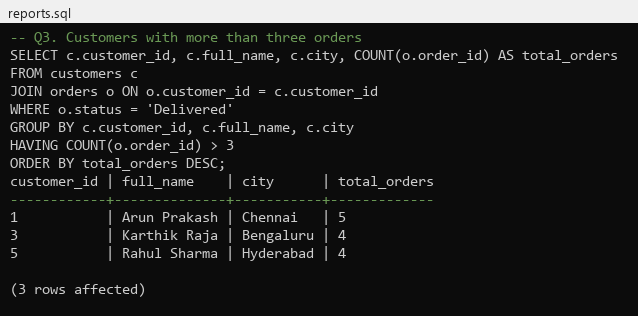 reports.sql
-- Q3. Customers with more than three orders
SELECT c.customer_id, c.full_name, c.city, COUNT(o.order_id) AS total_orders
FROM customers c
JOIN orders o ON o.customer_id = c.customer_id
WHERE o.status = 'Delivered'
GROUP BY c.customer_id, c.full_name, c.city
HAVING COUNT(o.order_id) > 3
ORDER BY total_orders DESC;
customer_id | full_name    | city      | total_orders
------------+--------------+-----------+-------------
1           | Arun Prakash | Chennai   | 5
3           | Karthik Raja | Bengaluru | 4
5           | Rahul Sharma | Hyderabad | 4
(3 rows affected)